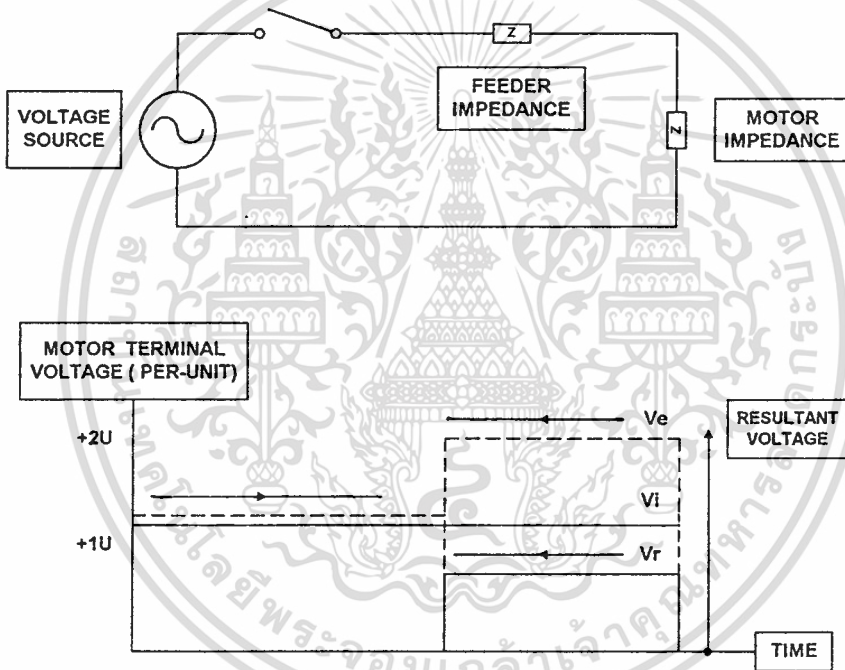 Z
FEEDER
IMPEDANCE
VOLTAGE
SOURCE
Z
MOTOR
IMPEDANCE
MOTOR TERMINAL
VOLTAGE ( PER-UNIT)
+2U
Ve
RESULTANT
VOLTAGE
Vi
+1U
Vr
TIME